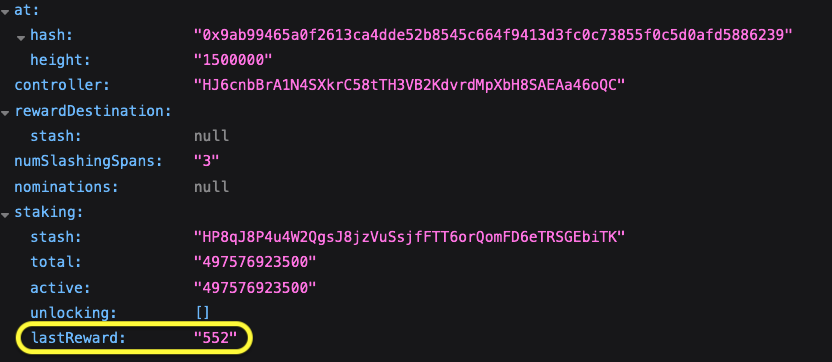 at:
hash: "0x9ab99465a0f2613ca4dde52b8545c664f9413d3fc0c73855f0c5d0afd5886239"
height: "1500000"
controller: "HJ6cnbBrA1N4SXkrC58tTH3VB2KdvrdMpXbH8SAEAa46oQC"
rewardDestination:
stash: null
numSlashingSpans: "3"
nominations: null
staking:
stash: "HP8qJ8P4u4W2QgsJ8jzVuSsjfFTT6orQomFD6eTRSGEbiTK"
total: "497576923500"
active: "497576923500"
unlocking: []
lastReward: "552"